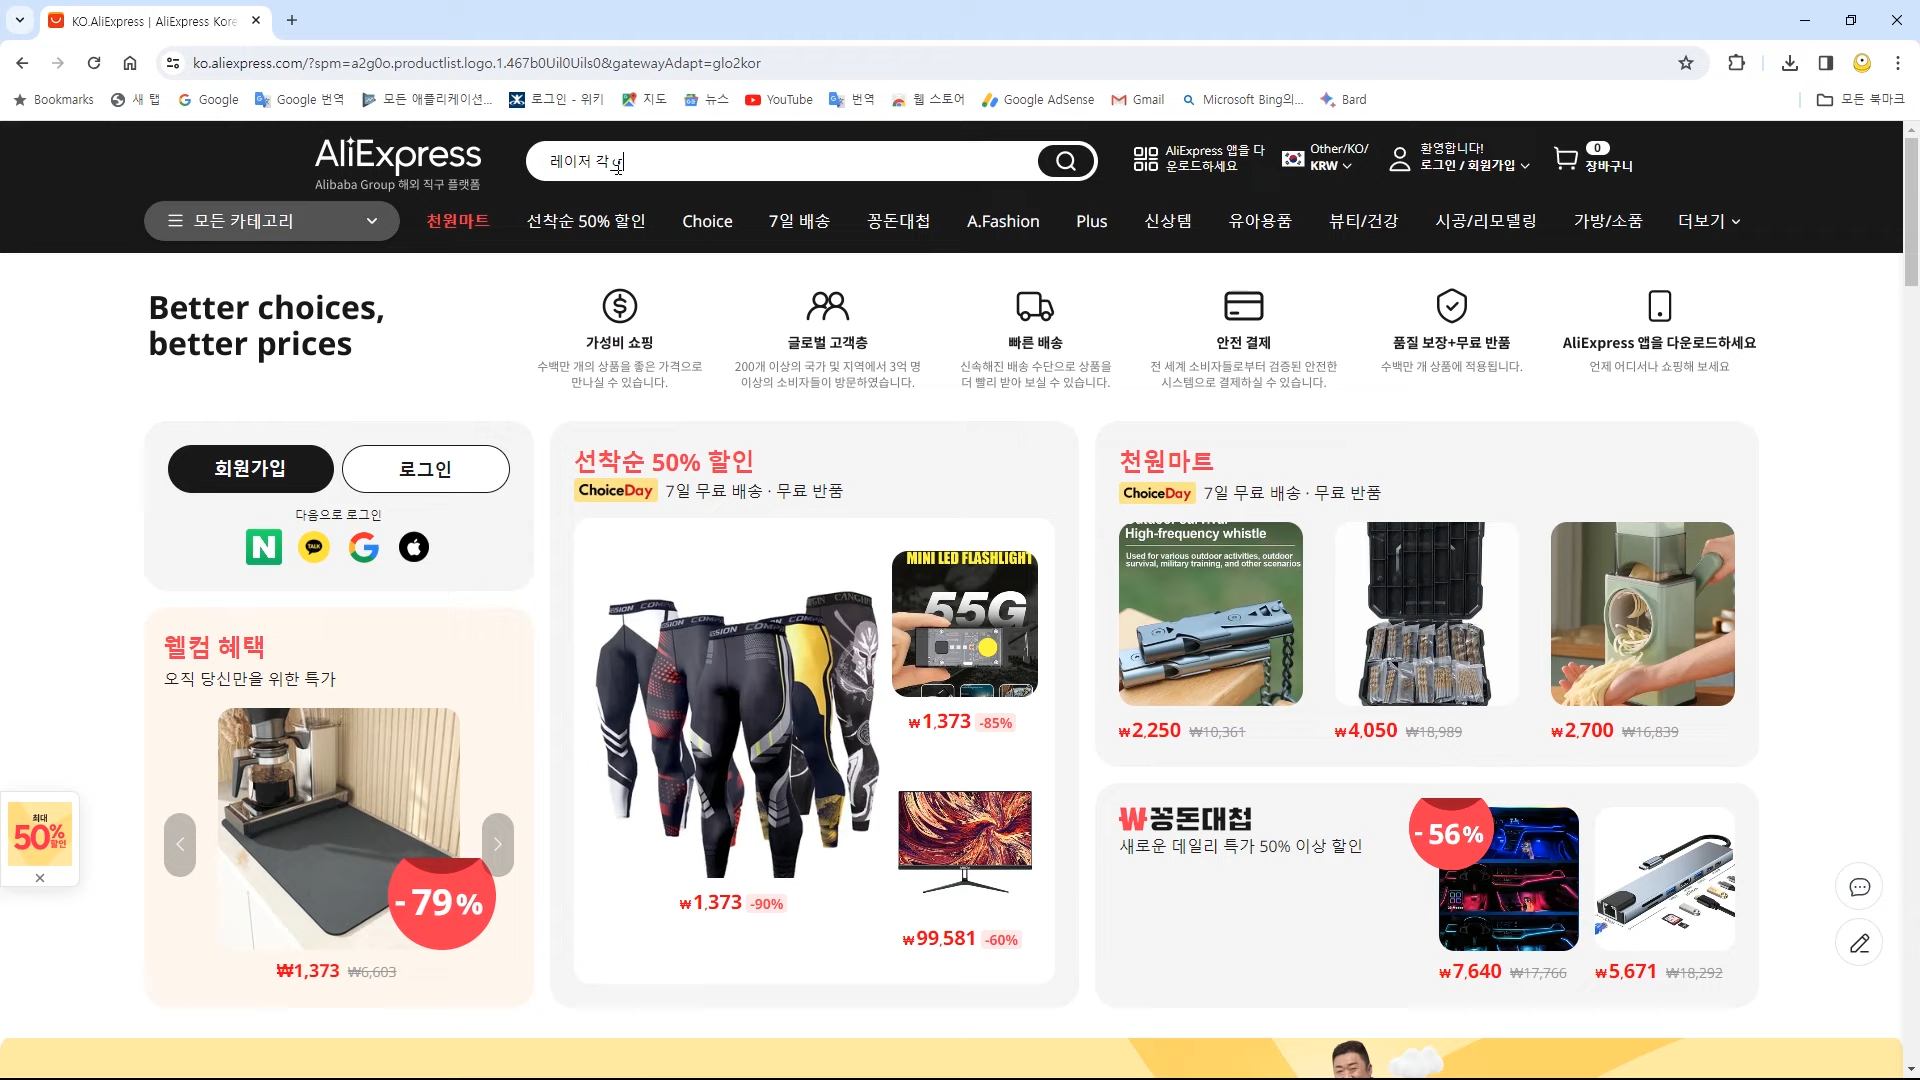 KO.AliExpress | AliExpress Kore
ko.aliexpress.com/?spm=a2g0o.productlist.logo.1.467b0Uil0Uils0&gatewayAdapt=glo2kor
Bookmarks 새 탭 Google Google 번역 모든 애플리케이션... 로그인 - 위키 지도 뉴스 YouTube 번역 웹 스토어 Google AdSense Gmail Microsoft Bing의... Bard 모든 북마크
AliExpress
Alibaba Group 해외 직구 플랫폼
레이저 각ㅇ
AliExpress 앱을 다
운로드하세요
Other/KO/
KRW
환영합니다!
로그인 / 회원가입
0
장바구니
모든 카테고리 천원마트 선착순 50% 할인 Choice 7일 배송 꽁돈대첩 A.Fashion Plus 신상템 유아용품 뷰티/건강 시공/리모델링 가방/소품 더보기
Better choices,
better prices
가성비 쇼핑
수백만 개의 상품을 좋은 가격으로
만나실 수 있습니다.
글로벌 고객층
200개 이상의 국가 및 지역에서 3억 명
이상의 소비자들이 방문하였습니다.
빠른 배송
신속해진 배송 수단으로 상품을
더 빨리 받아 보실 수 있습니다.
안전 결제
전 세계 소비자들로부터 검증된 안전한
시스템으로 결제하실 수 있습니다.
품질 보장+무료 반품
수백만 개 상품에 적용됩니다.
AliExpress 앱을 다운로드하세요
언제 어디서나 쇼핑해 보세요
회원가입 로그인
다음으로 로그인
N TALK G
웰컴 혜택
오직 당신만을 위한 특가
-79%
₩1,373 ₩6,603
선착순 50% 할인
ChoiceDay 7일 무료 배송 · 무료 반품
MINI LED FLASHLIGHT
55G
₩1,373 -85%
₩1,373 -90%
₩99,581 -60%
천원마트
ChoiceDay 7일 무료 배송 · 무료 반품
Outdoor survival
High-frequency whistle
Used for various outdoor activities, outdoor
survival, military training, and other scenarios
₩2,250 ₩10,361
₩4,050 ₩18,989
₩2,700 ₩16,839
₩꽁돈대첩
새로운 데일리 특가 50% 이상 할인
-56%
₩7,640 ₩17,766
₩5,671 ₩18,292
최대
50%
할인